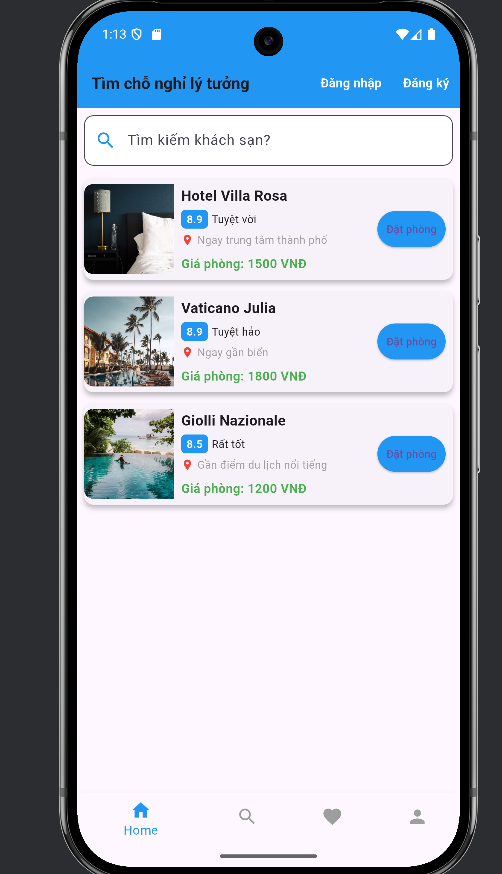 1:13
Tìm chỗ nghỉ lý tưởng
Đăng nhập
Đăng ký
Tìm kiếm khách sạn?
Hotel Villa Rosa
8.9 Tuyệt vời
Ngay trung tâm thành phố
Giá phòng: 1500 VNĐ
Đặt phòng
Vaticano Julia
8.9 Tuyệt hảo
Ngay gần biển
Giá phòng: 1800 VNĐ
Đặt phòng
Giolli Nazionale
8.5 Rất tốt
Gần điểm du lịch nổi tiếng
Giá phòng: 1200 VNĐ
Đặt phòng
Home